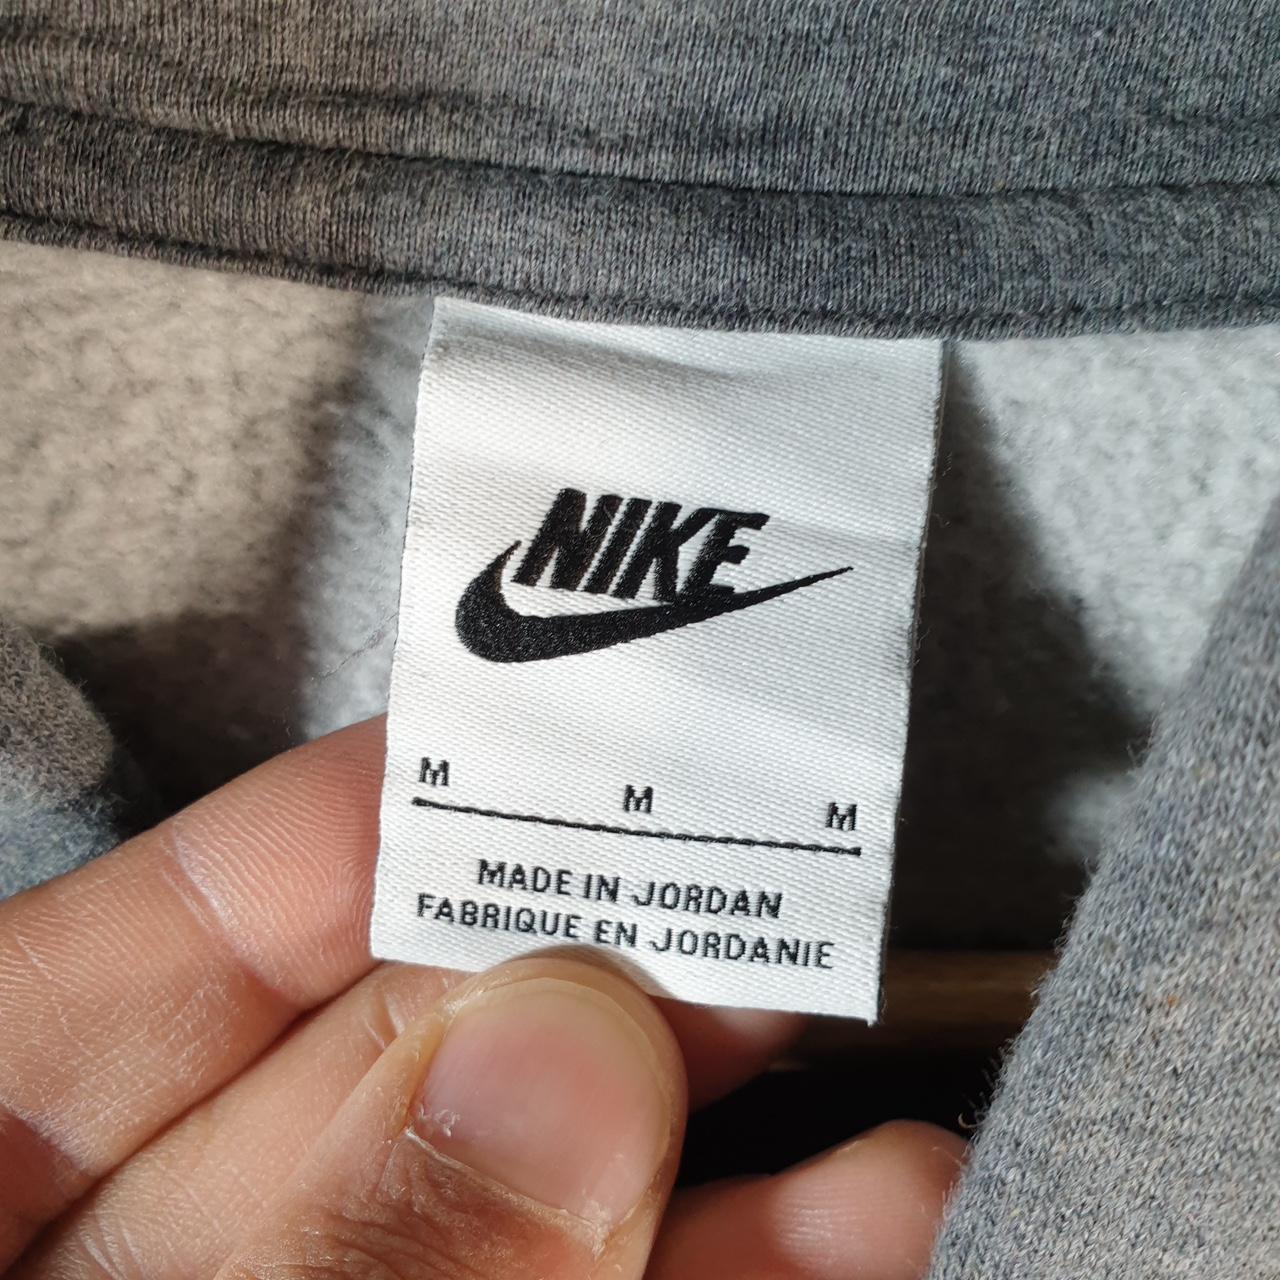 NIKE
M M M
MADE IN JORDAN
FABRIQUE EN JORDANIE